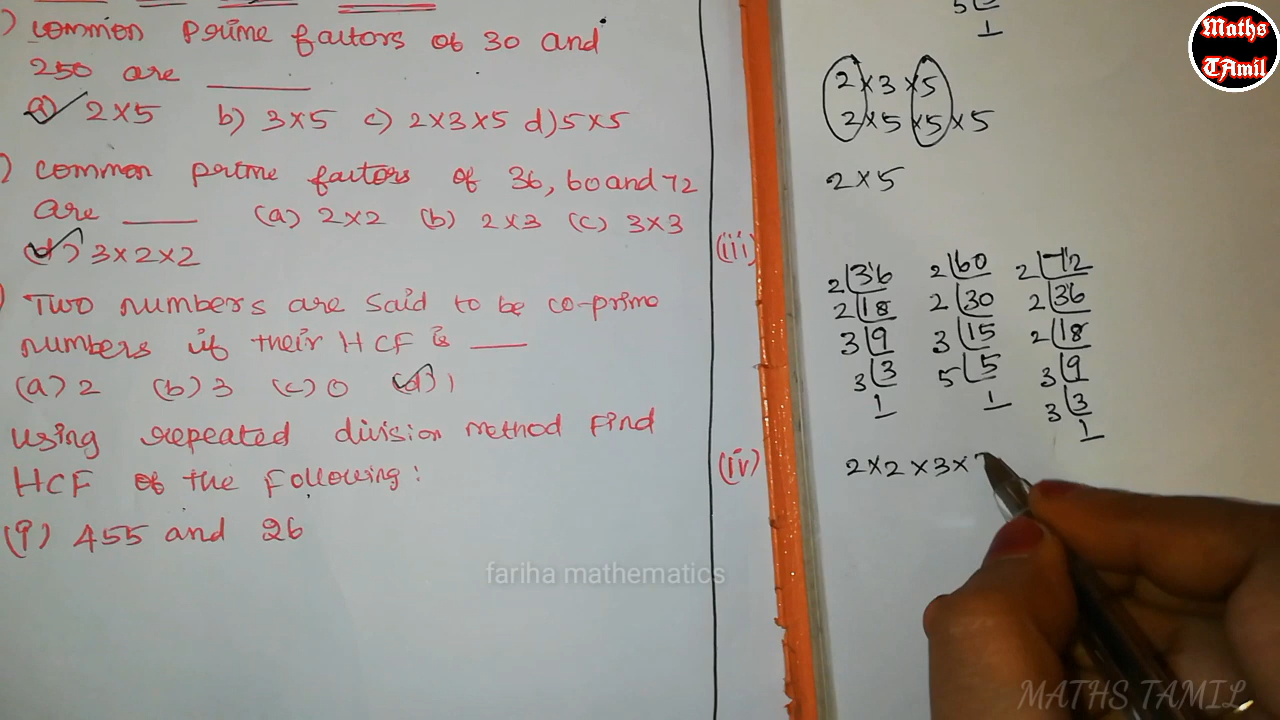 ) Common prime factors of 30 and
250 are ______
a) 2×5 b) 3×5 c) 2×3×5 d) 5×5
) Common prime factors of 36, 60 and 72
are ____ (a) 2×2 (b) 2×3 (c) 3×3
(d) 3×2×2
) Two numbers are said to be co-prime
numbers if their HCF is ___
(a) 2 (b) 3 (c) 0 (d) 1
using repeated division method Find
HCF of the Following:
(i) 455 and 26
fariha mathematics
5
1
2×3×5
2×5×5×5
2×5
(iii)
2 36 2 60 2 72
2 18 2 30 2 36
3 9 3 15 2 18
3 3 5 5 3 9
1 1 3 3
1
(iv) 2×2×3×
Maths
TAmil
MATHS TAMIL